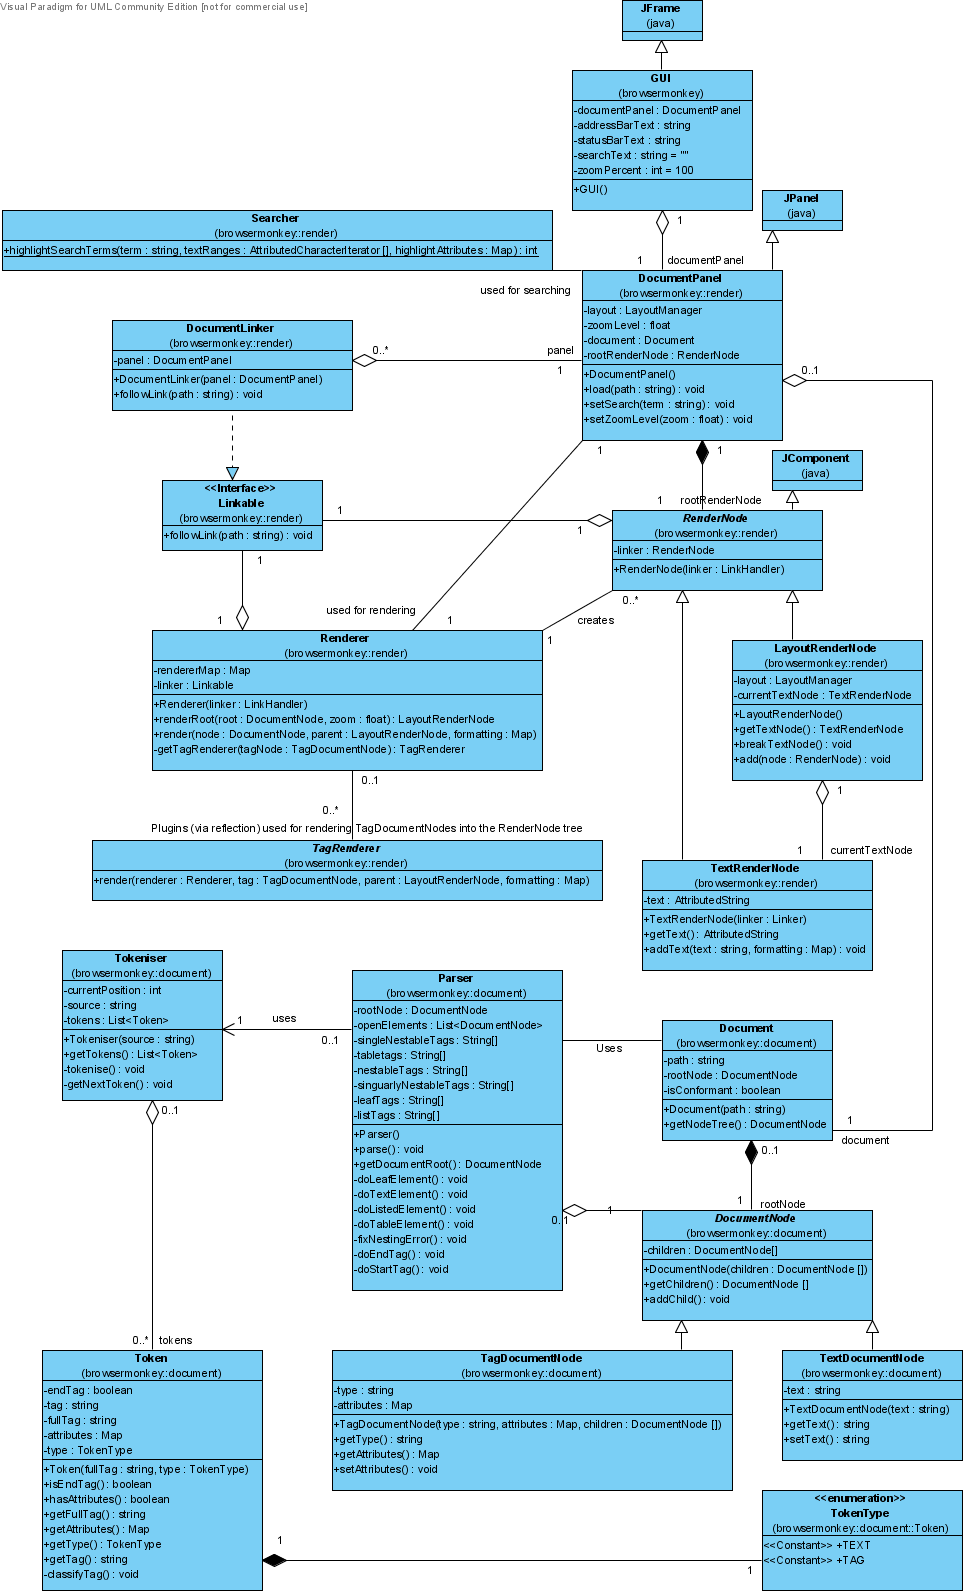 Visual Paradigm for UML Community Edition [not for commercial use]
JFrame
(java)
GUI
(browsermonkey)
-documentPanel : DocumentPanel
-addressBarText : string
-statusBarText : string
-searchText : string = ""
-zoomPercent : int = 100
+GUI()
1
1
documentPanel
JPanel
(java)
Searcher
(browsermonkey::render)
+highlightSearchTerms(term : string, textRanges : AttributedCharacterIterator [], highlightAttributes : Map) : int
used for searching
DocumentPanel
(browsermonkey::render)
-layout : LayoutManager
-zoomLevel : float
-document : Document
-rootRenderNode : RenderNode
+DocumentPanel()
+load(path : string) : void
+setSearch(term : string) : void
+setZoomLevel(zoom : float) : void
DocumentLinker
(browsermonkey::render)
-panel : DocumentPanel
+DocumentLinker(panel : DocumentPanel)
+followLink(path : string) : void
0..*
panel
1
0..1
1
1
1
rootRenderNode
JComponent
(java)
<<Interface>>
Linkable
(browsermonkey::render)
+followLink(path : string) : void
1
1
RenderNode
(browsermonkey::render)
-linker : RenderNode
+RenderNode(linker : LinkHandler)
1
1
used for rendering
1
0..*
creates
1
Renderer
(browsermonkey::render)
-rendererMap : Map
-linker : Linkable
+Renderer(linker : LinkHandler)
+renderRoot(root : DocumentNode, zoom : float) : LayoutRenderNode
+render(node : DocumentNode, parent : LayoutRenderNode, formatting : Map)
-getTagRenderer(tagNode : TagDocumentNode) : TagRenderer
LayoutRenderNode
(browsermonkey::render)
-layout : LayoutManager
-currentTextNode : TextRenderNode
+LayoutRenderNode()
+getTextNode() : TextRenderNode
+breakTextNode() : void
+add(node : RenderNode) : void
0..1
0..*
Plugins (via reflection) used for rendering TagDocumentNodes into the RenderNode tree
1
1
currentTextNode
TagRenderer
(browsermonkey::render)
+render(renderer : Renderer, tag : TagDocumentNode, parent : LayoutRenderNode, formatting : Map)
TextRenderNode
(browsermonkey::render)
-text : AttributedString
+TextRenderNode(linker : Linker)
+getText() : AttributedString
+addText(text : string, formatting : Map) : void
Tokeniser
(browsermonkey::document)
-currentPosition : int
-source : string
-tokens : List<Token>
+Tokeniser(source : string)
+getTokens() : List<Token>
-tokenise() : void
-getNextToken() : void
1
uses
0..1
Parser
(browsermonkey::document)
-rootNode : DocumentNode
-openElements : List<DocumentNode>
-singleNestableTags : String[]
-tabletags : String[]
-nestableTags : String[]
-singuarlyNestableTags : String[]
-leafTags : String[]
-listTags : String[]
+Parser()
+parse() : void
+getDocumentRoot() : DocumentNode
-doLeafElement() : void
-doTextElement() : void
-doListedElement() : void
-doTableElement() : void
-fixNestingError() : void
-doEndTag() : void
-doStartTag() : void
Uses
Document
(browsermonkey::document)
-path : string
-rootNode : DocumentNode
-isConformant : boolean
+Document(path : string)
+getNodeTree() : DocumentNode
1
document
0..1
0..1
1
rootNode
0..1
1
DocumentNode
(browsermonkey::document)
-children : DocumentNode[]
+DocumentNode(children : DocumentNode [])
+getChildren() : DocumentNode []
+addChild() : void
0..*
tokens
Token
(browsermonkey::document)
-endTag : boolean
-tag : string
-fullTag : string
-attributes : Map
-type : TokenType
+Token(fullTag : string, type : TokenType)
+isEndTag() : boolean
+hasAttributes() : boolean
+getFullTag() : string
+getAttributes() : Map
+getType() : TokenType
+getTag() : string
-classifyTag() : void
TagDocumentNode
(browsermonkey::document)
-type : string
-attributes : Map
+TagDocumentNode(type : string, attributes : Map, children : DocumentNode [])
+getType() : string
+getAttributes() : Map
+setAttributes() : void
TextDocumentNode
(browsermonkey::document)
-text : string
+TextDocumentNode(text : string)
+getText() : string
+setText() : string
1
1
<<enumeration>>
TokenType
(browsermonkey::document::Token)
<<Constant>> +TEXT
<<Constant>> +TAG